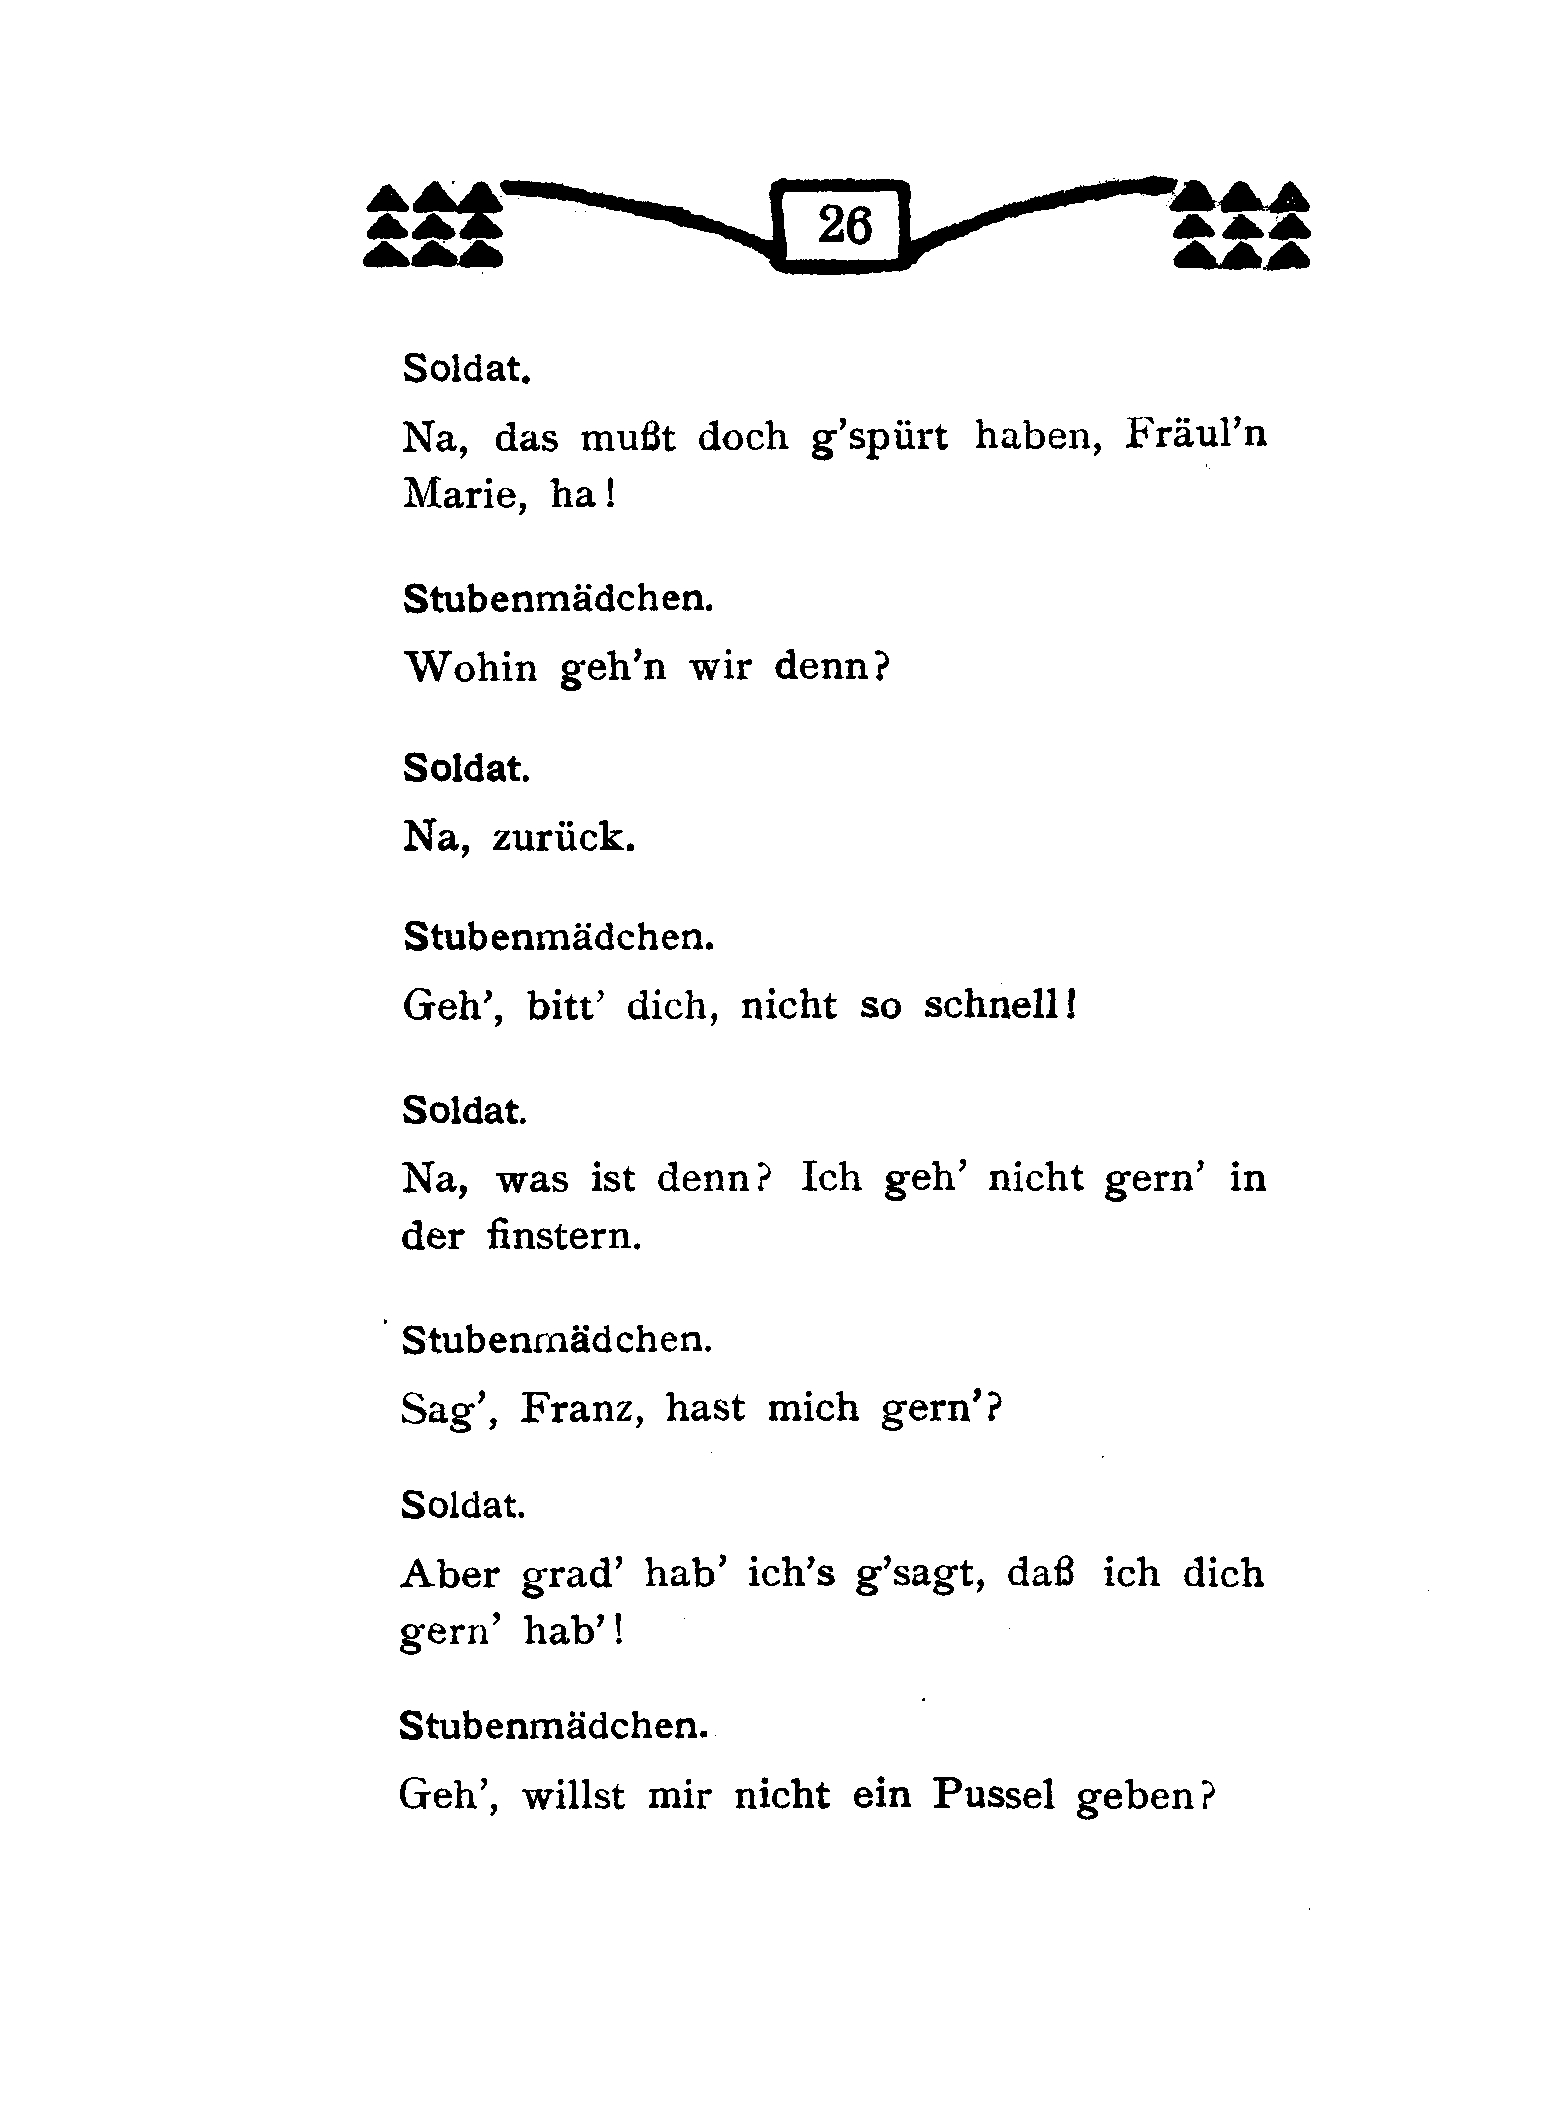 26
Soldat.
Na, das mußt doch g’spürt haben, Fräul’n
Marie, ha!
Stubenmädchen.
Wohin geh’n wir denn?
Soldat.
Na, zurück.
Stubenmädchen.
Geh’, bitt’ dich, nicht so schnell!
Soldat.
Na, was ist denn? Ich geh’ nicht gern’ in
der finstern.
Stubenmädchen.
Sag’, Franz, hast mich gern’?
Soldat.
Aber grad’ hab’ ich’s g’sagt, daß ich dich
gern’ hab’!
Stubenmädchen.
Geh’, willst mir nicht ein Pussel geben?